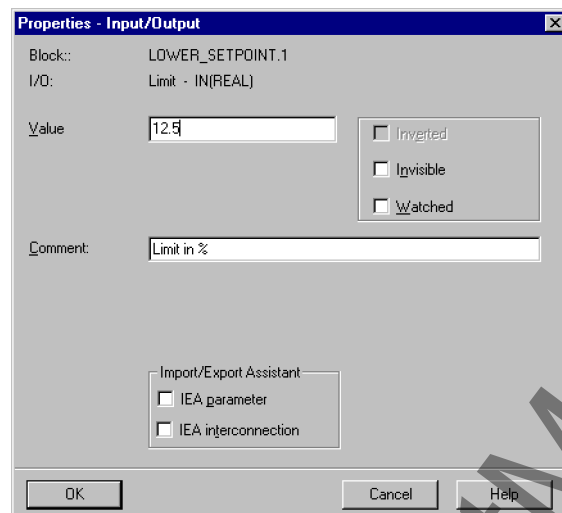 Properties - Input/Output
Block:: LOWER_SETPOINT.1
I/O: Limit - IN(REAL)
Value 12.5
Inverted
Invisible
Watched
Comment: Limit in %
Import/Export Assistant
IEA parameter
IEA interconnection
OK Cancel Help